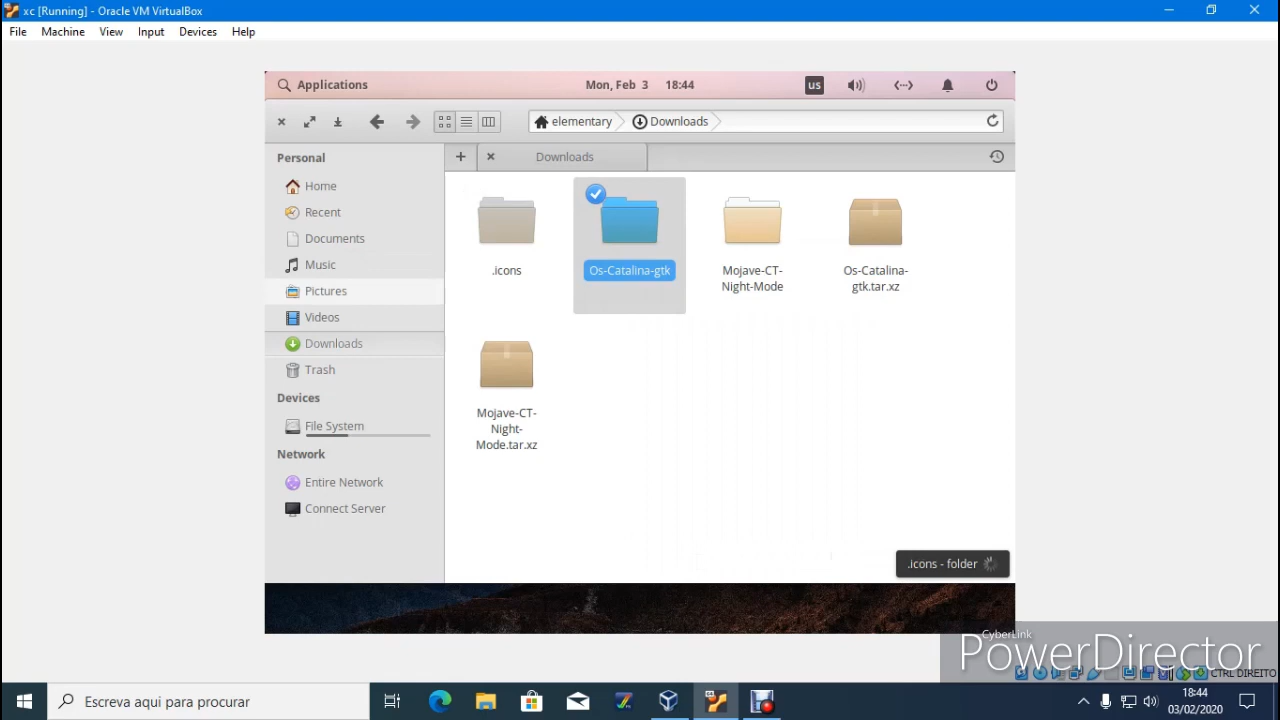 xc [Running] - Oracle VM VirtualBox
File Machine View Input Devices Help
Applications Mon, Feb 3 18:44 us
elementary Downloads
Personal
Home
Recent
Documents
Music
Pictures
Videos
Downloads
Trash
Devices
File System
Network
Entire Network
Connect Server
Downloads
.icons
Os-Catalina-gtk
Mojave-CT-
Night-Mode
Os-Catalina-
gtk.tar.xz
Mojave-CT-
Night-
Mode.tar.xz
.icons - folder
CyberLink
PowerDirector
CTRL DIREITO
Escreva aqui para procurar
18:44
03/02/2020